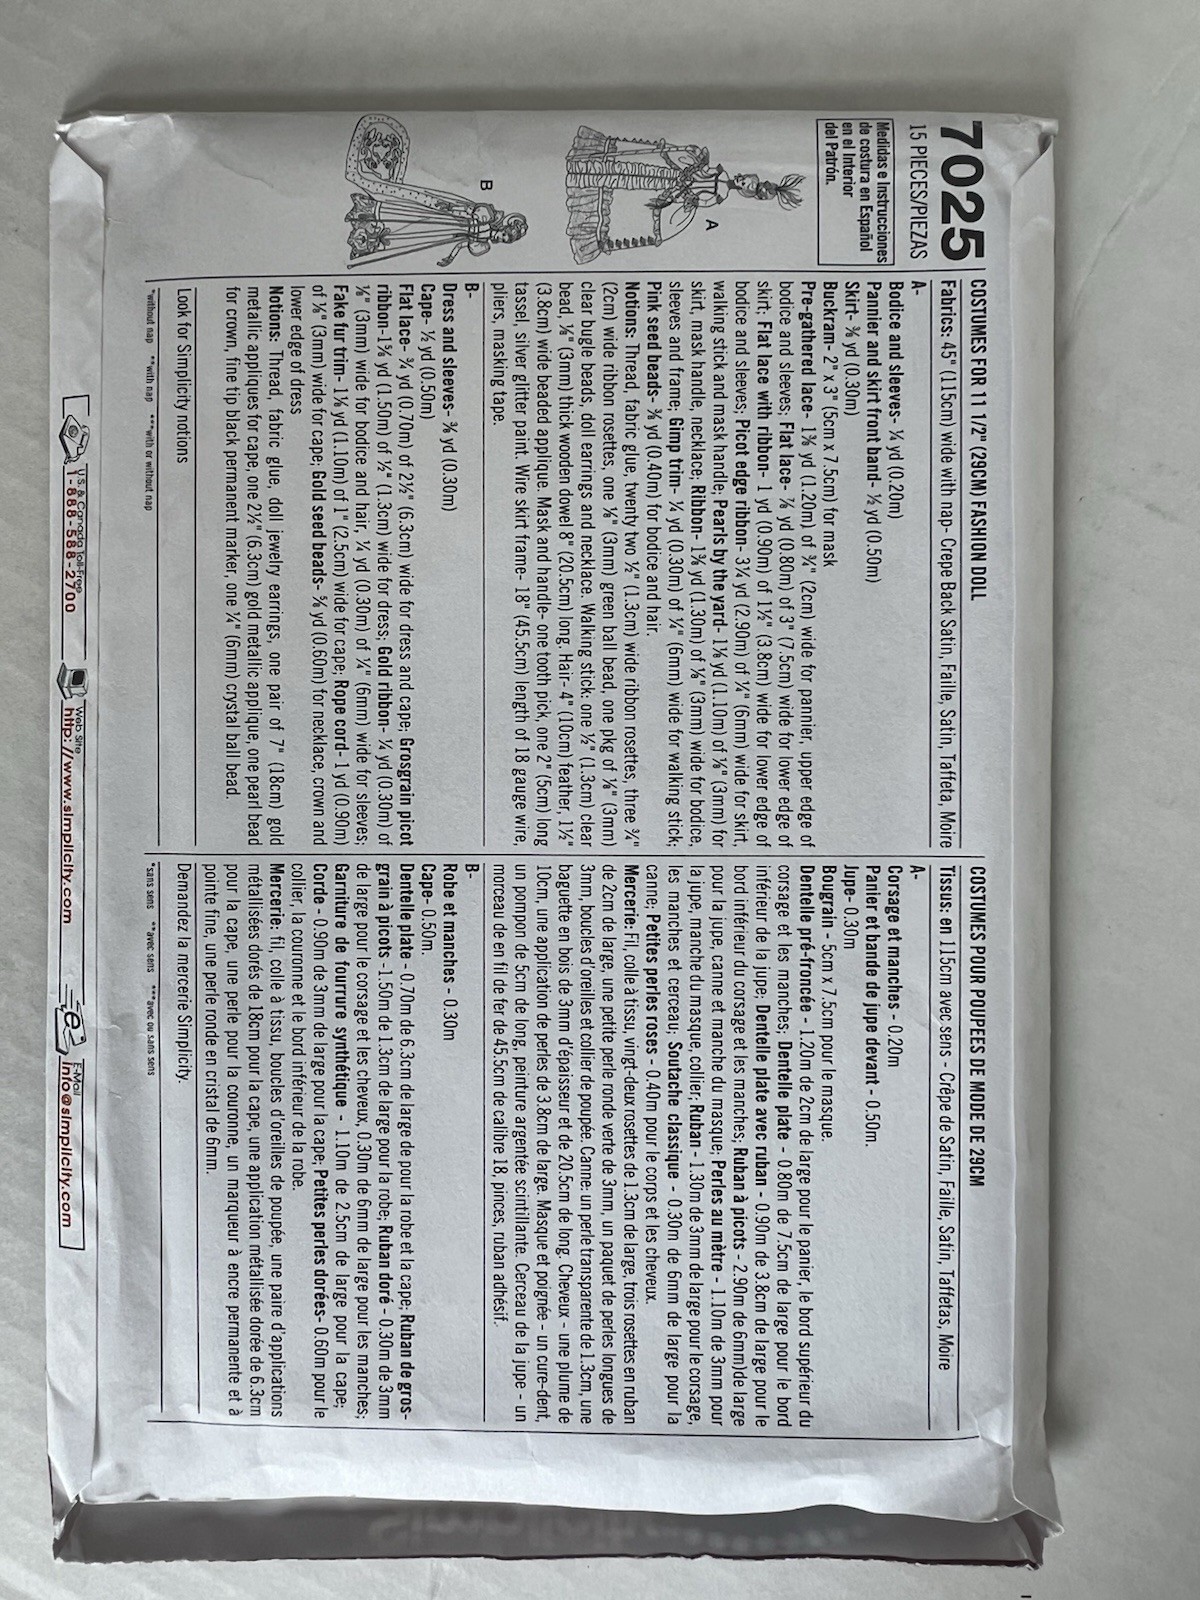 7025
15 PIECES/PIEZAS
Medidas e Instrucciones
de costura en Español
en el Interior
del Patrón.
A
B
COSTUMES FOR 11 1/2" (29CM) FASHION DOLL
Fabrics: 45" (115cm) wide with nap- Crepe Back Satin, Faille, Satin, Taffeta, Moire
A-
Bodice and sleeves- ¼ yd (0.20m)
Pannier and skirt front band- ½ yd (0.50m)
Skirt- ⅜ yd (0.30m)
Buckram- 2" x 3" (5cm x 7.5cm) for mask
Pre-gathered lace- 1⅜ yd (1.20m) of ¾" (2cm) wide for pannier, upper edge of
bodice and sleeves; Flat lace- ⅞ yd (0.80m) of 3" (7.5cm) wide for lower edge of
skirt; Flat lace with ribbon- 1 yd (0.90m) of 1½" (3.8cm) wide for lower edge of
bodice and sleeves; Picot edge ribbon- 3¼ yd (2.90m) of ¼" (6mm) wide for skirt,
walking stick and mask handle; Pearls by the yard- 1⅛ yd (1.10m) of ⅛" (3mm) for
skirt, mask handle, necklace; Ribbon- 1⅜ yd (1.30m) of ⅛" (3mm) wide for bodice,
sleeves and frame; Gimp trim- ¼ yd (0.30m) of ¼" (6mm) wide for walking stick;
Pink seed beads- ⅜ yd (0.40m) for bodice and hair.
Notions: Thread, fabric glue, twenty two ½" (1.3cm) wide ribbon rosettes, three ¾"
(2cm) wide ribbon rosettes, one ⅛" (3mm) green ball bead, one pkg of ⅛" (3mm)
clear bugle beads, doll earrings and necklace. Walking stick: one ½" (1.3cm) clear
bead, ⅛" (3mm) thick wooden dowel 8" (20.5cm) long. Hair- 4" (10cm) feather, 1½"
(3.8cm) wide beaded applique. Mask and handle- one tooth pick, one 2" (5cm) long
tassel, silver glitter paint. Wire skirt frame- 18" (45.5cm) length of 18 gauge wire,
pliers, masking tape.
B-
Dress and sleeves- ⅜ yd (0.30m)
Cape- ½ yd (0.50m)
Flat lace- ¾ yd (0.70m) of 2½" (6.3cm) wide for dress and cape; Grosgrain picot
ribbon-1⅝ yd (1.50m) of ½" (1.3cm) wide for dress; Gold ribbon- ¼ yd (0.30m) of
⅛" (3mm) wide for bodice and hair, ¼ yd (0.30m) of ¼" (6mm) wide for sleeves;
Fake fur trim- 1⅛ yd (1.10m) of 1" (2.5cm) wide for cape; Rope cord- 1 yd (0.90m)
of ⅛" (3mm) wide for cape; Gold seed beads- ⅝ yd (0.60m) for necklace, crown and
lower edge of dress
Notions: Thread, fabric glue, doll jewelry earrings, one pair of 7" (18cm) gold
metallic appliques for cape, one 2½" (6.3cm) gold metallic applique, one pearl bead
for crown, fine tip black permanent marker, one ¼" (6mm) crystal ball bead.
Look for Simplicity notions
*without nap **with nap ***with or without nap
COSTUMES POUR POUPEES DE MODE DE 29CM
Tissus: en 115cm avec sens - Crêpe de Satin, Faille, Satin, Taffetas, Moire
A-
Corsage et manches - 0.20m
Panier et bande de jupe devant - 0.50m.
Jupe- 0.30m
Bougrain - 5cm x 7.5cm pour le masque.
Dentelle pré-froncée - 1.20m de 2cm de large pour le panier, le bord supérieur du
corsage et les manches; Dentelle plate - 0.80m de 7.5cm de large pour le bord
inférieur de la jupe; Dentelle plate avec ruban - 0.90m de 3.8cm de large pour le
bord inférieur du corsage et les manches; Ruban à picots - 2.90m de 6mm)de large
pour la jupe, canne et manche du masque; Perles au mètre - 1.10m de 3mm pour
la jupe, manche du masque, collier, Ruban - 1.30m de 3mm de large pour le corsage,
les manches et cerceau; Soutache classique - 0.30m de 6mm de large pour la
canne; Petites perles roses - 0.40m pour le corps et les cheveux.
Mercerie: Fil, colle à tissu, vingt-deux rosettes de 1.3cm de large, trois rosettes en ruban
de 2cm de large, une petite perle ronde verte de 3mm, un paquet de perles longues de
3mm, boucles d'oreilles et collier de poupée. Canne: un perle transparente de 1.3cm, une
baguette en bois de 3mm d'épaisseur et de 20.5cm de long. Cheveux - une plume de
10cm, une application de perles de 3.8cm de large. Masque et poignée - un cure-dent,
un pompon de 5cm de long, peinture argentée scintillante. Cerceau de la jupe - un
morceau de en fil de fer de 45.5cm de calibre 18, pinces, ruban adhésif.
B-
Robe et manches - 0.30m
Cape- 0.50m.
Dentelle plate - 0.70m de 6.3cm de large de pour la robe et la cape; Ruban de gros-
grain à picots -1.50m de 1.3cm de large pour la robe; Ruban doré - 0.30m de 3mm
de large pour le corsage et les cheveux, 0.30m de 6mm de large pour les manches;
Garniture de fourrure synthétique - 1.10m de 2.5cm de large pour la cape;
Corde - 0.90m de 3mm de large pour la cape; Petites perles dorées- 0.60m pour le
collier, la couronne et le bord inférieur de la robe.
Mercerie: fil, colle à tissu, boucles d'oreilles de poupée, une paire d'applications
métallisées dorés de 18cm pour la cape, une application métallisée dorée de 6.3cm
pour la cape, une perle pour la couronne, un marqueur à encre permanente et à
pointe fine, une perle ronde en cristal de 6mm.
Demandez la mercerie Simplicity.
*sans sens **avec sens ***avec ou sans sens
U.S. & Canada Toll-Free
1-888-588-2700
Web Site
http://www.simplicity.com
E-Mail
info@simplicity.com